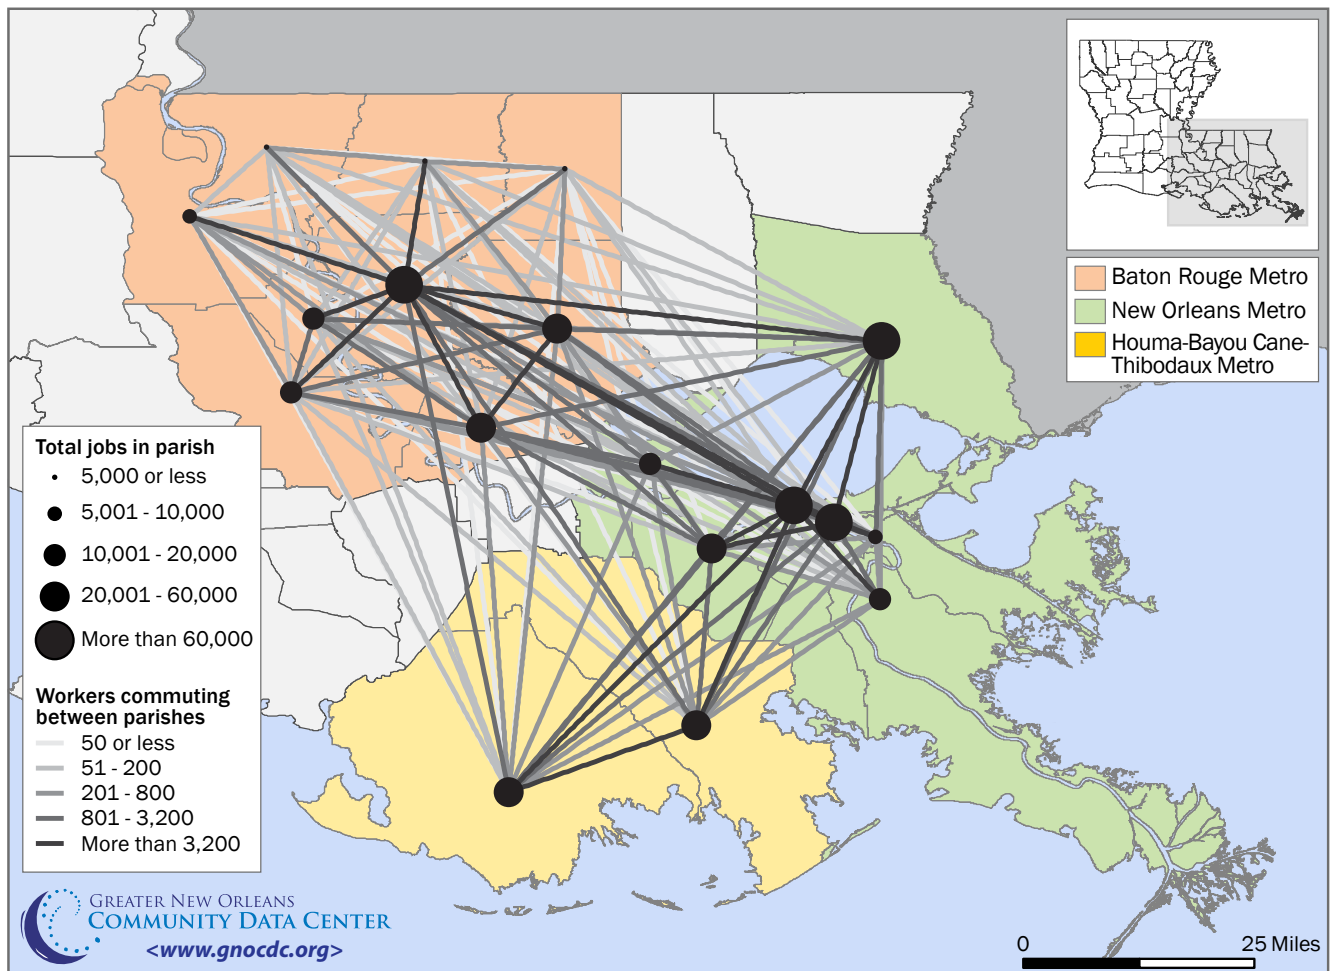 Baton Rouge Metro
New Orleans Metro
Houma-Bayou Cane-
Thibodaux Metro
Total jobs in parish
5,000 or less
5,001 - 10,000
10,001 - 20,000
20,001 - 60,000
More than 60,000
Workers commuting
between parishes
50 or less
51 - 200
201 - 800
801 - 3,200
More than 3,200
GREATER NEW ORLEANS
COMMUNITY DATA CENTER
<www.gnocdc.org>
0 25 Miles